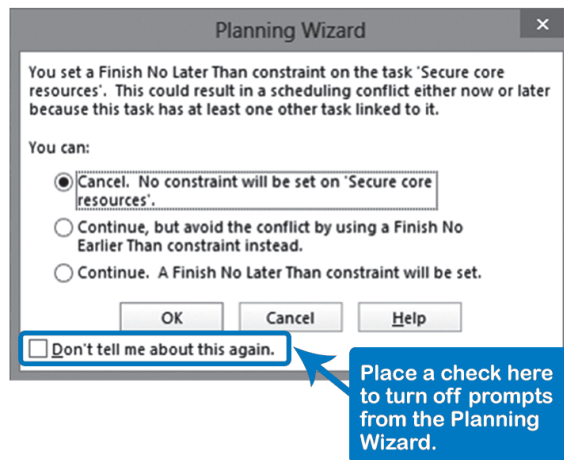 Planning Wizard
You set a Finish No Later Than constraint on the task 'Secure core
resources'.  This could result in a scheduling conflict either now or later
because this task has at least one other task linked to it.
You can:
Cancel.  No constraint will be set on 'Secure core
resources'.
Continue, but avoid the conflict by using a Finish No
Earlier Than constraint instead.
Continue.  A Finish No Later Than constraint will be set.
OK Cancel Help
Don't tell me about this again.
Place a check here
to turn off prompts
from the Planning
Wizard.